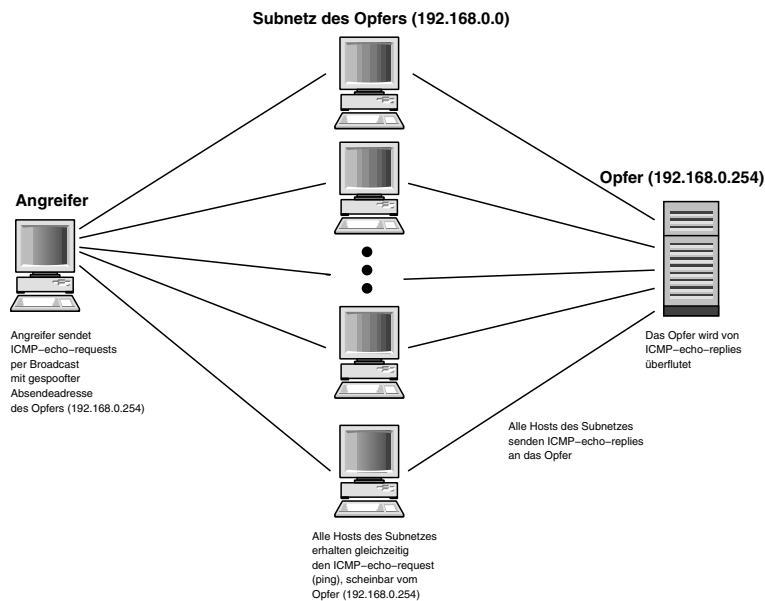 Subnetz des Opfers (192.168.0.0)
Opfer (192.168.0.254)
Angreifer
Angreifer sendet
ICMP−echo−requests
per Broadcast
mit gespoofter
Absendeadresse
des Opfers (192.168.0.254)
Das Opfer wird von
ICMP−echo−replies
überflutet
Alle Hosts des Subnetzes
senden ICMP−echo−replies
an das Opfer
Alle Hosts des Subnetzes
erhalten gleichzeitig
den ICMP−echo−request
(ping), scheinbar vom
Opfer (192.168.0.254)